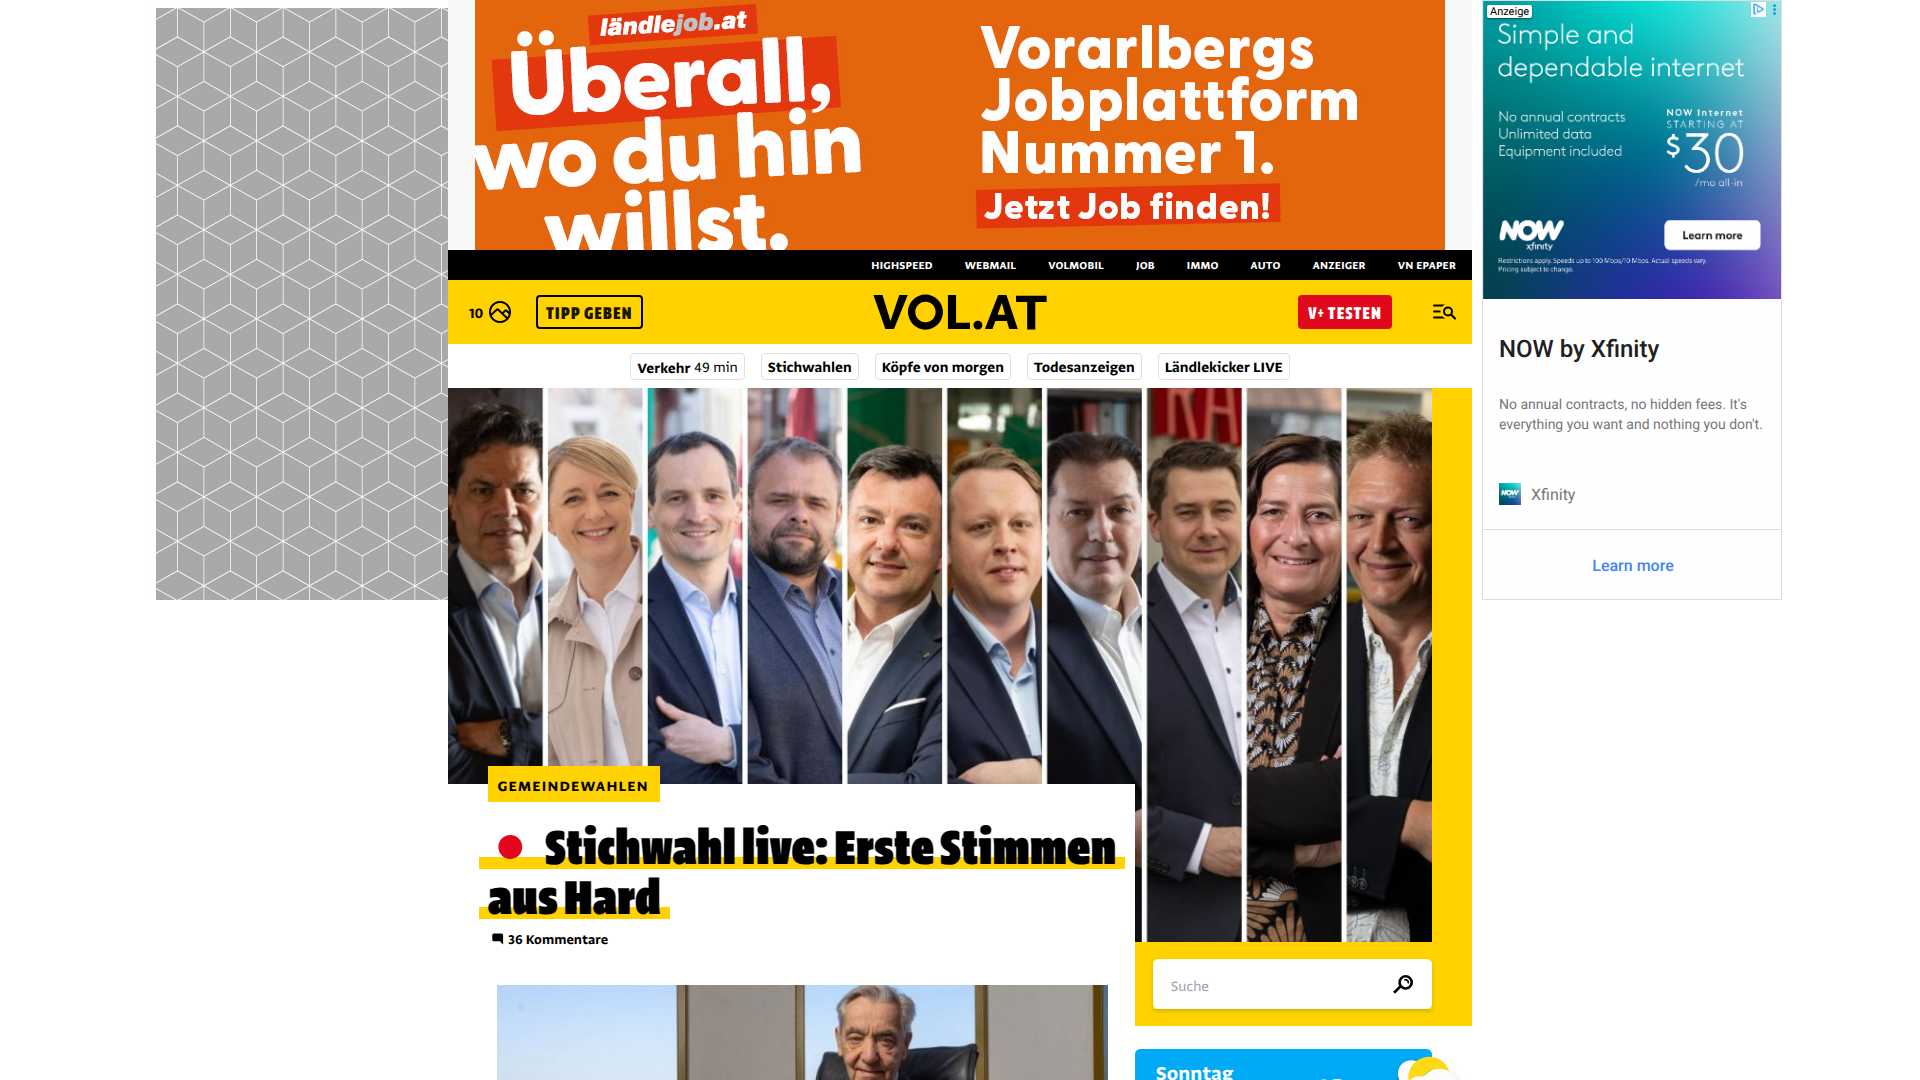 ländlejob.at
Überall,
wo du hin
willst.
Vorarlbergs
Jobplattform
Nummer 1.
Jetzt Job finden!
Anzeige
Simple and
dependable internet
No annual contracts
Unlimited data
Equipment included
NOW Internet
STARTING AT
$30
/mo all-in
NOW
xfinity
Learn more
Restrictions apply. Speeds up to 100 Mbps/10 Mbps. Actual speeds vary.
Pricing subject to change.
HIGHSPEED WEBMAIL VOLMOBIL JOB IMMO AUTO ANZEIGER VN EPAPER
10 TIPP GEBEN VOL.AT V+ TESTEN
Verkehr 49 min Stichwahlen Köpfe von morgen Todesanzeigen Ländlekicker LIVE
NOW by Xfinity
No annual contracts, no hidden fees. It's
everything you want and nothing you don't.
Xfinity
Learn more
RA
GEMEINDEWAHLEN
Stichwahl live: Erste Stimmen
aus Hard
36 Kommentare
Suche
Sonntag